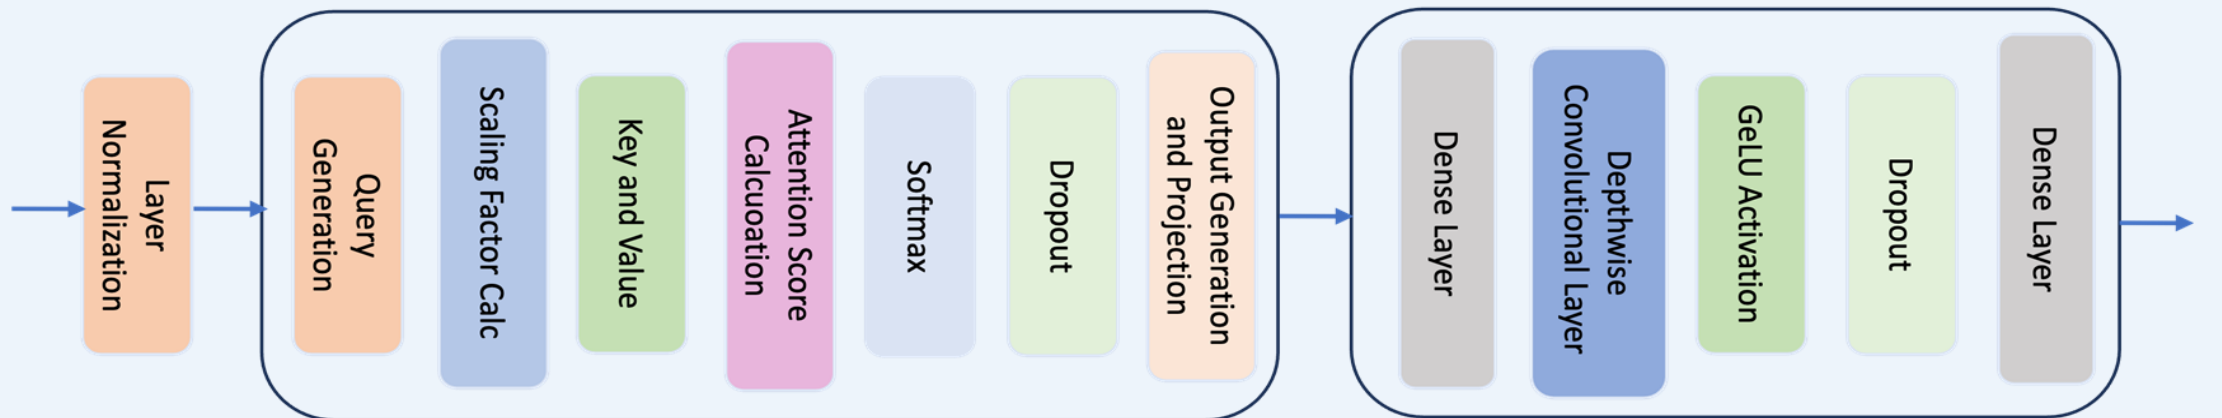 Layer
Normalization
Query
Generation
Scaling Factor Calc
Key and Value
Attention Score
Calcuoation
Softmax
Dropout
Output Generation
and Projection
Dense Layer
Depthwise
Convolutional Layer
GeLU Activation
Dropout
Dense Layer